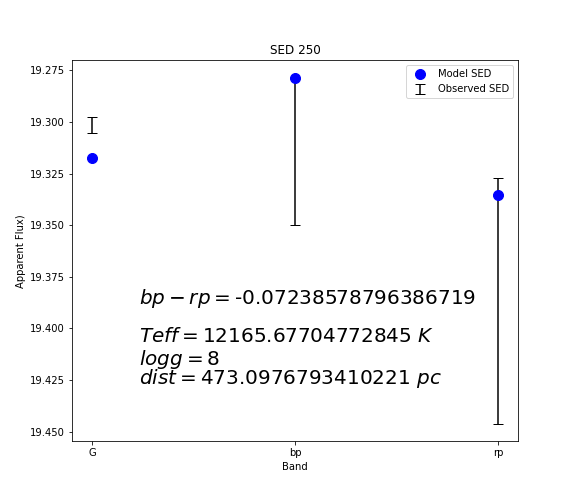 SED 250
Model SED
Observed SED
19.275
19.300
19.325
19.350
19.375
19.400
19.425
19.450
Apparent Flux)
bp − rp = -0.07238578796386719
Teff = 12165.67704772845 K
logg = 8
dist = 473.0976793410221 pc
G
bp
rp
Band